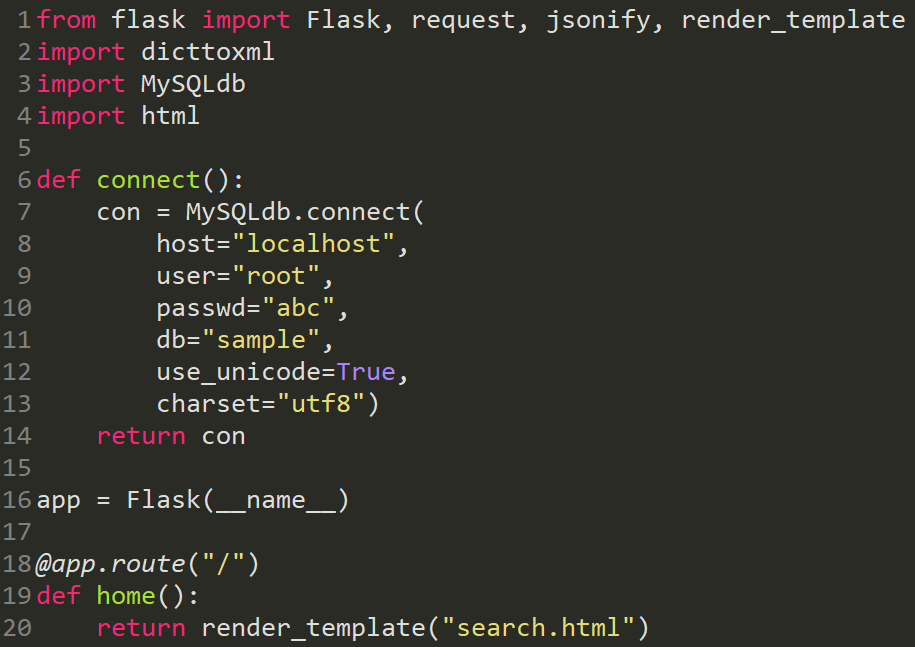 1 from flask import Flask, request, jsonify, render_template
2 import dicttoxml
3 import MySQLdb
4 import html
5
6 def connect():
7     con = MySQLdb.connect(
8         host="localhost",
9         user="root",
10         passwd="abc",
11         db="sample",
12         use_unicode=True,
13         charset="utf8")
14     return con
15
16 app = Flask(__name__)
17
18 @app.route("/")
19 def home():
20     return render_template("search.html")